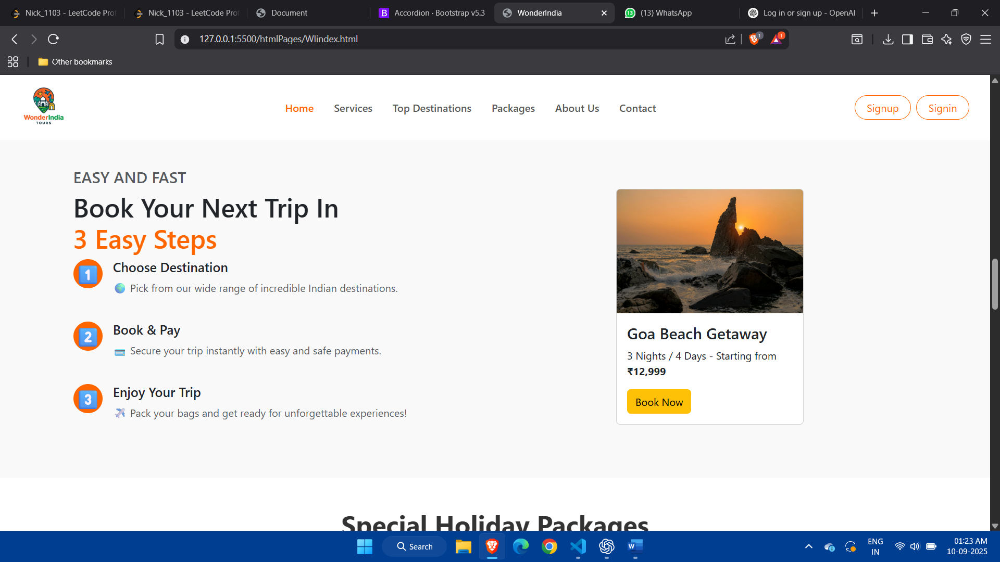 Nick_1103 - LeetCode Prof
Nick_1103 - LeetCode Prof
Document
B Accordion · Bootstrap v5.3
WonderIndia
13 (13) WhatsApp
Log in or sign up - OpenAI
127.0.0.1:5500/htmlPages/WIindex.html
1
1
Other bookmarks
WonderIndia
TOURS
Home
Services
Top Destinations
Packages
About Us
Contact
Signup
Signin
EASY AND FAST
Book Your Next Trip In
3 Easy Steps
1 Choose Destination
Pick from our wide range of incredible Indian destinations.
2 Book & Pay
Secure your trip instantly with easy and safe payments.
3 Enjoy Your Trip
Pack your bags and get ready for unforgettable experiences!
Goa Beach Getaway
3 Nights / 4 Days - Starting from
₹12,999
Book Now
Special Holiday Packages
Search
W
ENG
IN
01:23 AM
10-09-2025